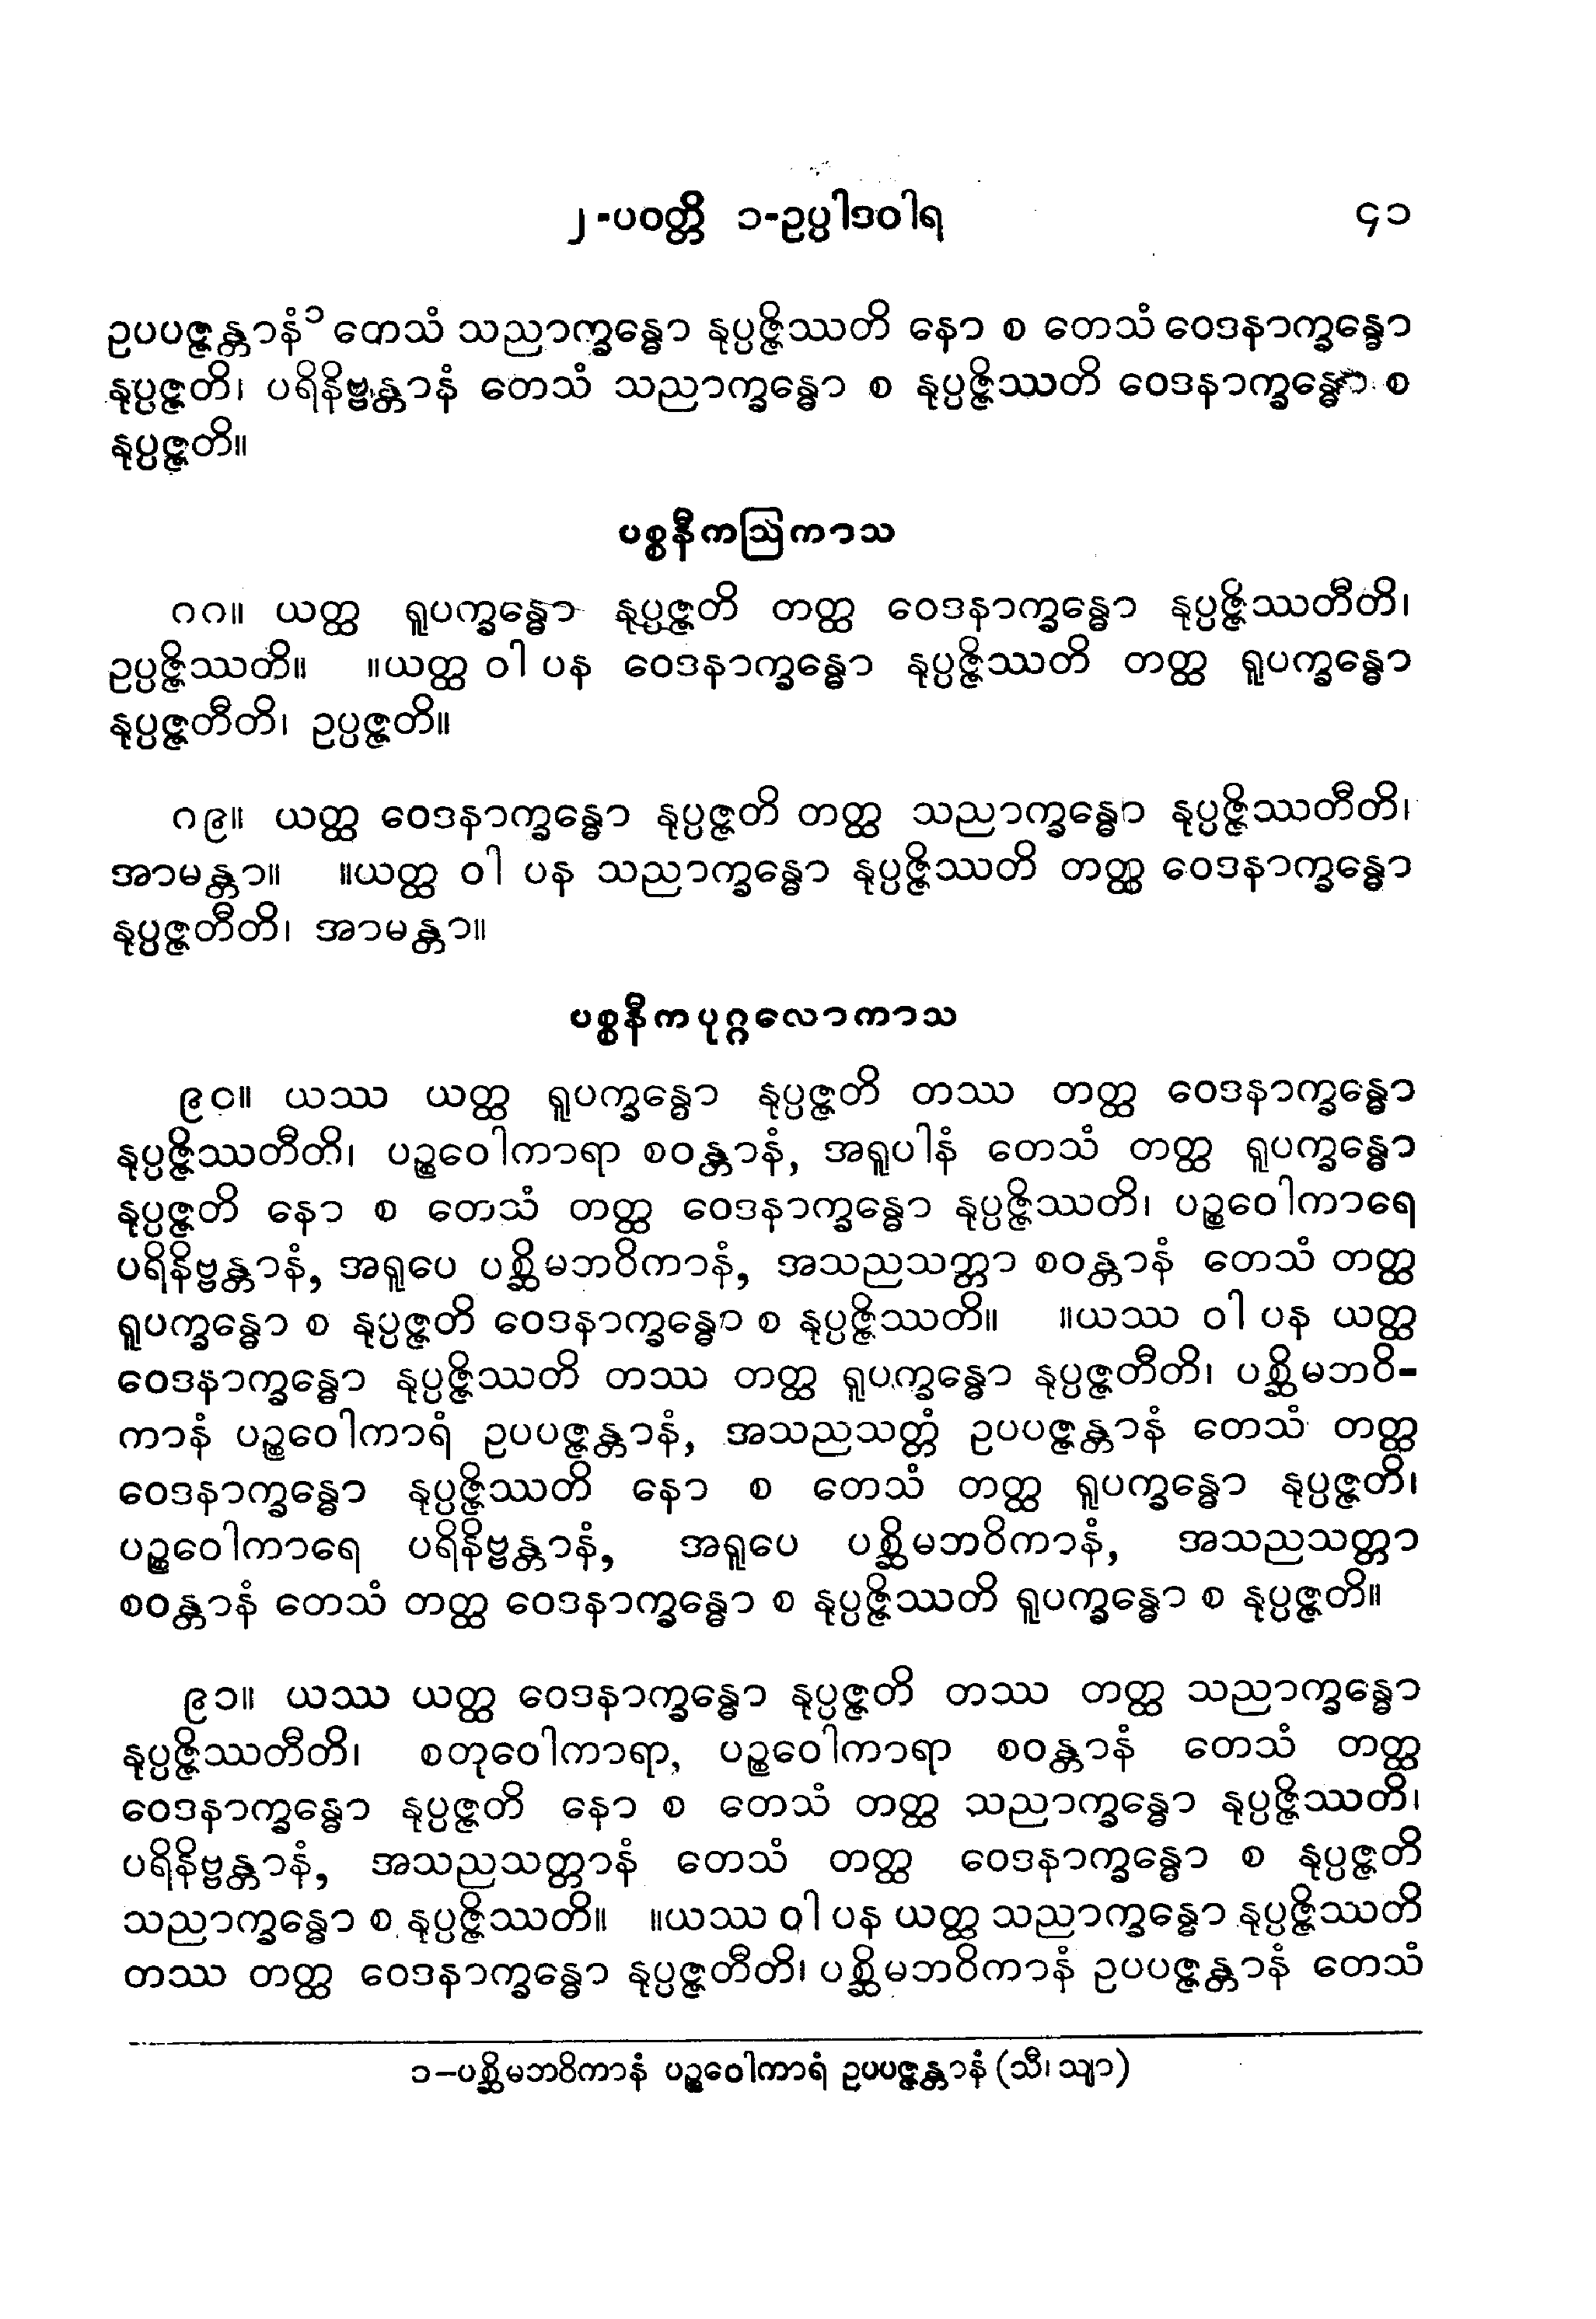 ၂-ပဝတ္တိ ၁-ဥပ္ပါဒဝါရ ၄၁
ဥပပဇ္ဇန္တာနံ၁ တေသံ သညာက္ခန္ဓော နုပ္ပဇ္ဇိဿတိ နော စ တေသံ ဝေဒနာက္ခန္ဓော
နုပ္ပဇ္ဇတိ၊ ပရိနိဗ္ဗန္တာနံ တေသံ သညာက္ခန္ဓော စ နုပ္ပဇ္ဇိဿတိ ဝေဒနာက္ခန္ဓော စ
နုပ္ပဇ္ဇတိ။
ပစ္စနီကဩကာသ
၈၈။ ယတ္ထ ရူပက္ခန္ဓော နုပ္ပဇ္ဇတိ တတ္ထ ဝေဒနာက္ခန္ဓော နုပ္ပဇ္ဇိဿတီတိ၊
ဥပ္ပဇ္ဇိဿတိ။ ။ယတ္ထ ဝါ ပန ဝေဒနာက္ခန္ဓော နုပ္ပဇ္ဇိဿတိ တတ္ထ ရူပက္ခန္ဓော
နုပ္ပဇ္ဇတီတိ၊ ဥပ္ပဇ္ဇတိ။
၈၉။ ယတ္ထ ဝေဒနာက္ခန္ဓော နုပ္ပဇ္ဇတိ တတ္ထ သညာက္ခန္ဓော နုပ္ပဇ္ဇိဿတီတိ၊
အာမန္တာ။ ။ယတ္ထ ဝါ ပန သညာက္ခန္ဓော နုပ္ပဇ္ဇိဿတိ တတ္ထ ဝေဒနာက္ခန္ဓော
နုပ္ပဇ္ဇတီတိ၊ အာမန္တာ။
ပစ္စနီကပုဂ္ဂလောကာသ
၉၀။ ယဿ ယတ္ထ ရူပက္ခန္ဓော နုပ္ပဇ္ဇတိ တဿ တတ္ထ ဝေဒနာက္ခန္ဓော
နုပ္ပဇ္ဇိဿတီတိ၊ ပဉ္စဝေါကာရာ စဝန္တာနံ, အရူပါနံ တေသံ တတ္ထ ရူပက္ခန္ဓော
နုပ္ပဇ္ဇတိ နော စ တေသံ တတ္ထ ဝေဒနာက္ခန္ဓော နုပ္ပဇ္ဇိဿတိ၊ ပဉ္စဝေါကာရေ
ပရိနိဗ္ဗန္တာနံ, အရူပေ ပစ္ဆိမဘဝိကာနံ, အသညသတ္တာ စဝန္တာနံ တေသံ တတ္ထ
ရူပက္ခန္ဓော စ နုပ္ပဇ္ဇတိ ဝေဒနာက္ခန္ဓော စ နုပ္ပဇ္ဇိဿတိ။ ။ယဿ ဝါ ပန ယတ္ထ
ဝေဒနာက္ခန္ဓော နုပ္ပဇ္ဇိဿတိ တဿ တတ္ထ ရူပက္ခန္ဓော နုပ္ပဇ္ဇတီတိ၊ ပစ္ဆိမဘဝိ-
ကာနံ ပဉ္စဝေါကာရံ ဥပပဇ္ဇန္တာနံ, အသညသတ္တံ ဥပပဇ္ဇန္တာနံ တေသံ တတ္ထ
ဝေဒနာက္ခန္ဓော နုပ္ပဇ္ဇိဿတိ နော စ တေသံ တတ္ထ ရူပက္ခန္ဓော နုပ္ပဇ္ဇတိ၊
ပဉ္စဝေါကာရေ ပရိနိဗ္ဗန္တာနံ, အရူပေ ပစ္ဆိမဘဝိကာနံ, အသညသတ္တာ
စဝန္တာနံ တေသံ တတ္ထ ဝေဒနာက္ခန္ဓော စ နုပ္ပဇ္ဇိဿတိ ရူပက္ခန္ဓော စ နုပ္ပဇ္ဇတိ။
၉၁။ ယဿ ယတ္ထ ဝေဒနာက္ခန္ဓော နုပ္ပဇ္ဇတိ တဿ တတ္ထ သညာက္ခန္ဓော
နုပ္ပဇ္ဇိဿတီတိ၊ စတုဝေါကာရာ, ပဉ္စဝေါကာရာ စဝန္တာနံ တေသံ တတ္ထ
ဝေဒနာက္ခန္ဓော နုပ္ပဇ္ဇတိ နော စ တေသံ တတ္ထ သညာက္ခန္ဓော နုပ္ပဇ္ဇိဿတိ၊
ပရိနိဗ္ဗန္တာနံ, အသညသတ္တာနံ တေသံ တတ္ထ ဝေဒနာက္ခန္ဓော စ နုပ္ပဇ္ဇတိ
သညာက္ခန္ဓော စ နုပ္ပဇ္ဇိဿတိ။ ။ယဿ ဝါ ပန ယတ္ထ သညာက္ခန္ဓော နုပ္ပဇ္ဇိဿတိ
တဿ တတ္ထ ဝေဒနာက္ခန္ဓော နုပ္ပဇ္ဇတီတိ၊ ပစ္ဆိမဘဝိကာနံ ဥပပဇ္ဇန္တာနံ တေသံ
၁–ပစ္ဆိမဘဝိကာနံ ပဉ္စဝေါကာရံ ဥပပဇ္ဇန္တာနံ (သီ၊ သျာ)